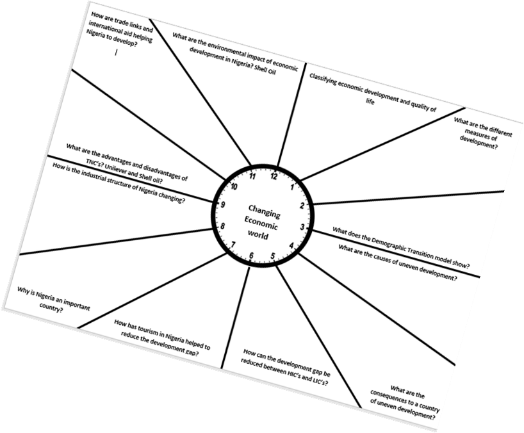 How are trade links and
international aid helping
Nigeria to develop?
What are the environmental impact of economic
development in Nigeria? Shell Oil
Classifying economic development and quality of
life
What are the different
measures of
development?
What does the Demographic Transition model show?
What are the causes of uneven development?
What are the
consequences to a country
of uneven development?
How can the development gap be
reduced between HIC's and LIC's?
How has tourism in Nigeria helped to
reduce the development gap?
Why is Nigeria an important
country?
How is the industrial structure of Nigeria changing?
What are the advantages and disadvantages of
TNC's? Unilever and Shell oil?
Changing
Economic
world
12
1
2
3
4
5
6
7
8
9
10
11